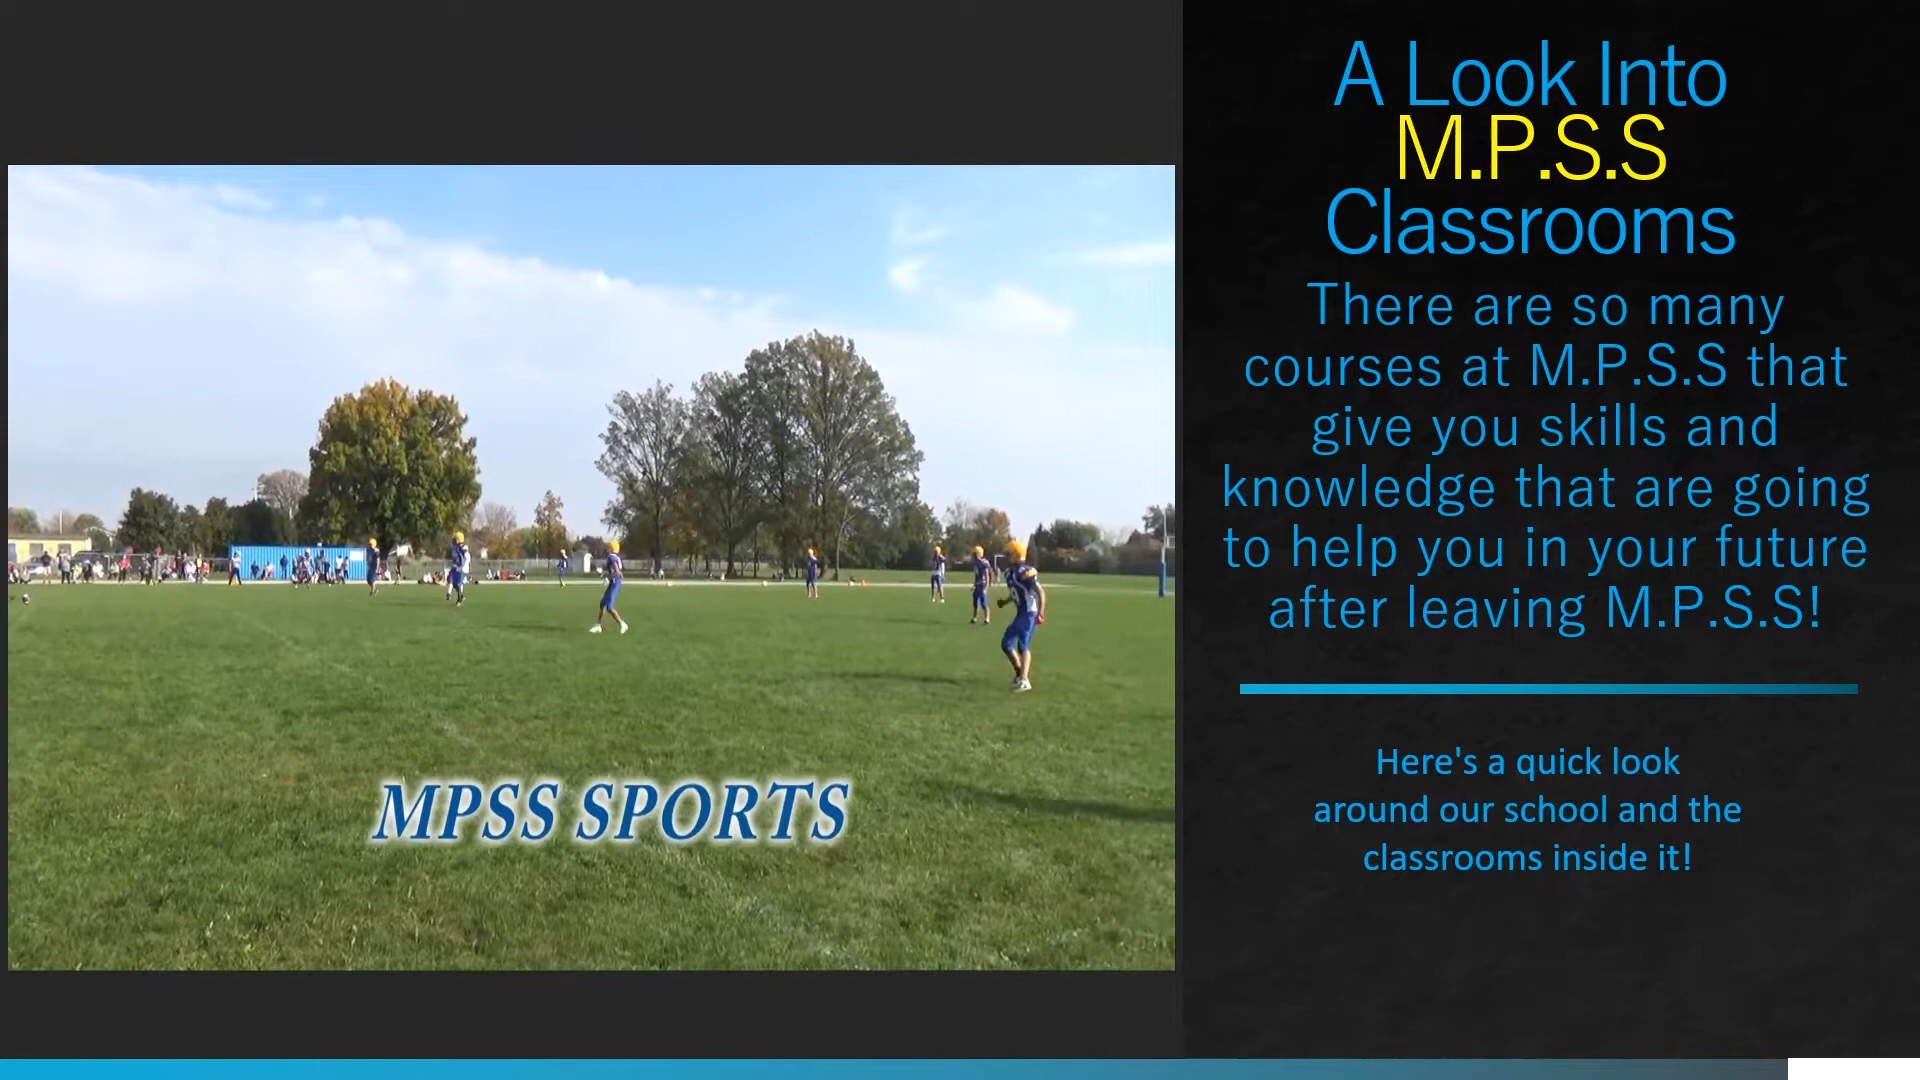 A Look Into
M.P.S.S
Classrooms
There are so many
courses at M.P.S.S that
give you skills and
knowledge that are going
to help you in your future
after leaving M.P.S.S!
Here's a quick look
around our school and the
classrooms inside it!
MPSS SPORTS